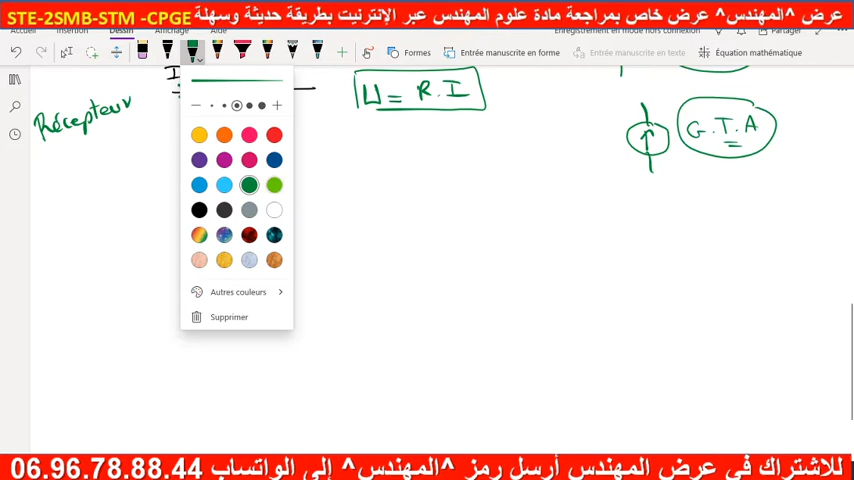 STE-2SMB-STM -CPGE عرض ^المهندس^ عرض خاص بمراجعة مادة علوم المهندس عبر الإنترنيت بطريقة حديثة وسهلة
Accueil Insertion Dessin Affichage Aide Enregistrement en mode hors connexion Partager
Formes Entrée manuscrite en forme Entrée manuscrite en texte Équation mathématique
I
U = R.I
Récepteur
G.T.A
Autres couleurs
Supprimer
للاشتراك في عرض المهندس أرسل رمز ^المهندس^ إلى الواتساب 06.96.78.88.44